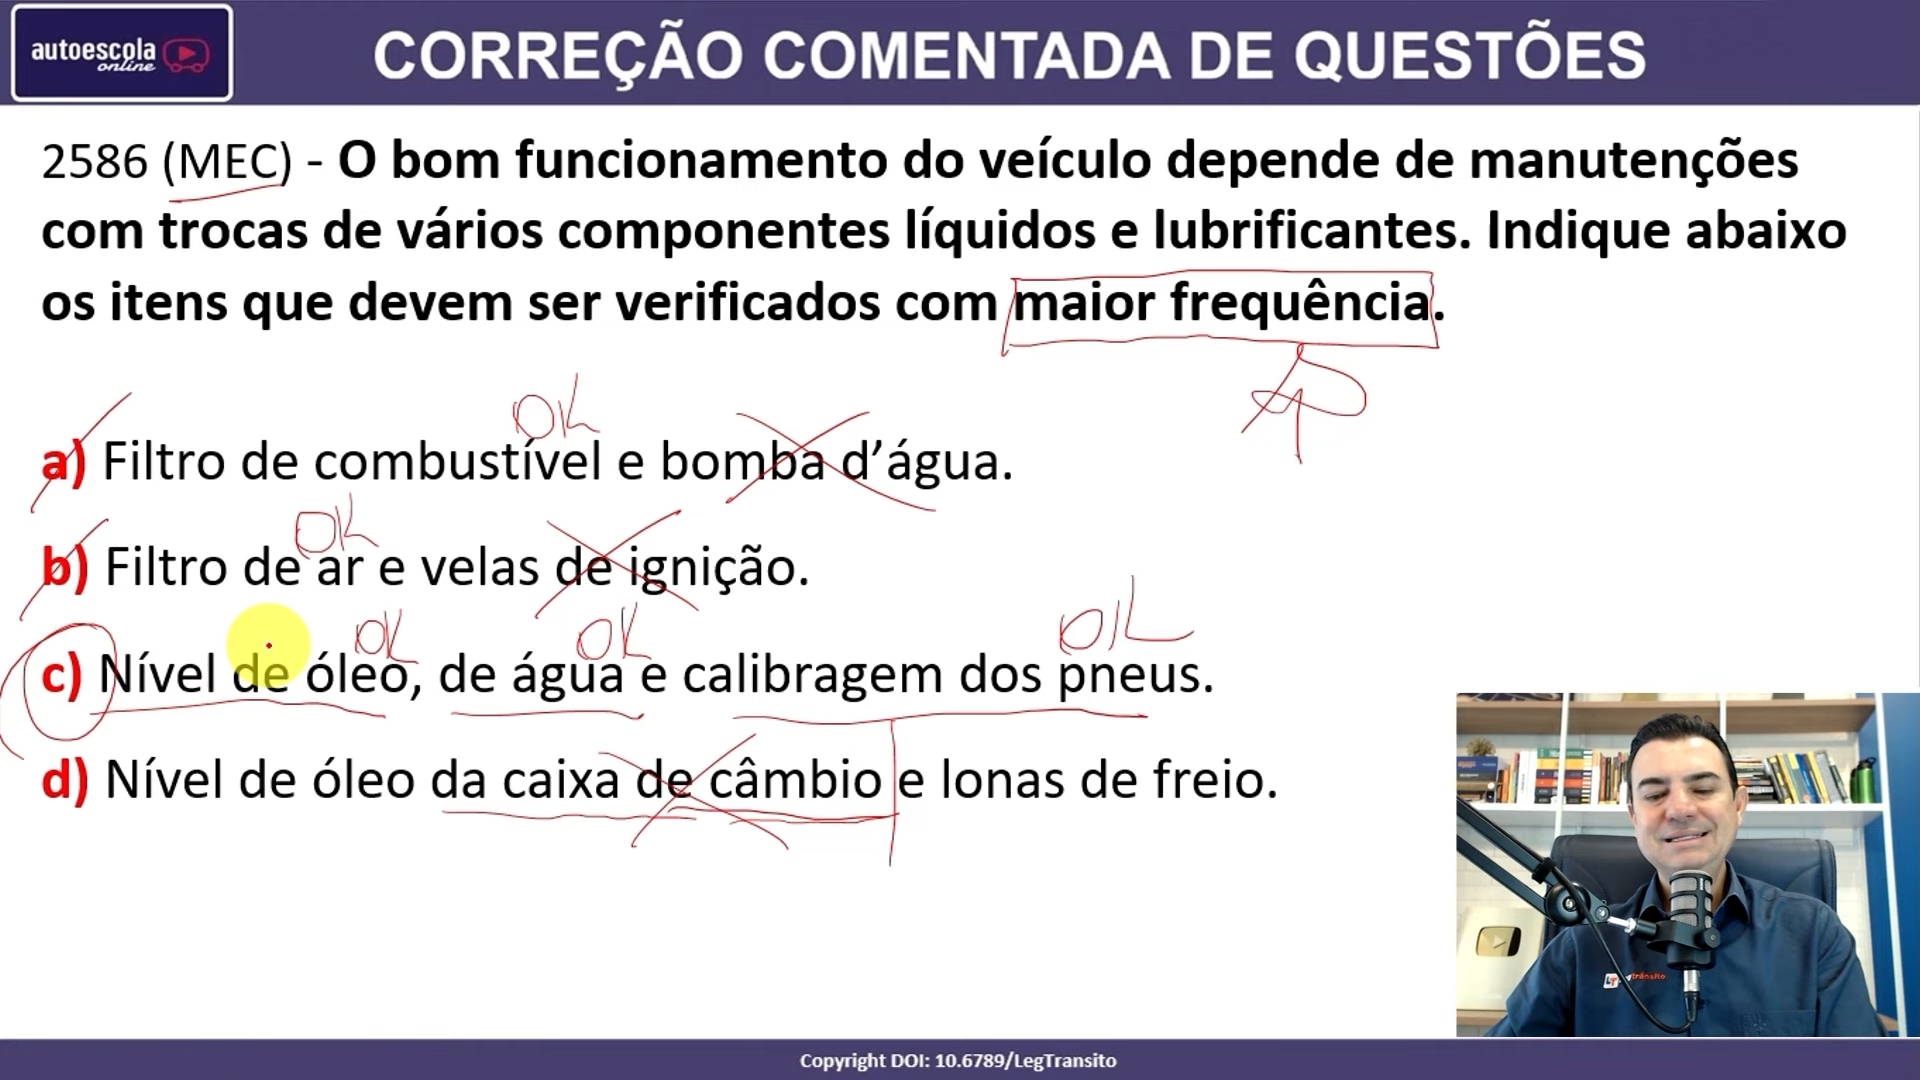 autoescola
online
CORREÇÃO COMENTADA DE QUESTÕES
2586 (MEC) - O bom funcionamento do veículo depende de manutenções
com trocas de vários componentes líquidos e lubrificantes. Indique abaixo
os itens que devem ser verificados com maior frequência.
OK
a) Filtro de combustível e bomba d’água.
OK
b) Filtro de ar e velas de ignição.
OK OK OK
c) Nível de óleo, de água e calibragem dos pneus.
d) Nível de óleo da caixa de câmbio e lonas de freio.
LT trânsito
Copyright DOI: 10.6789/LegTransito